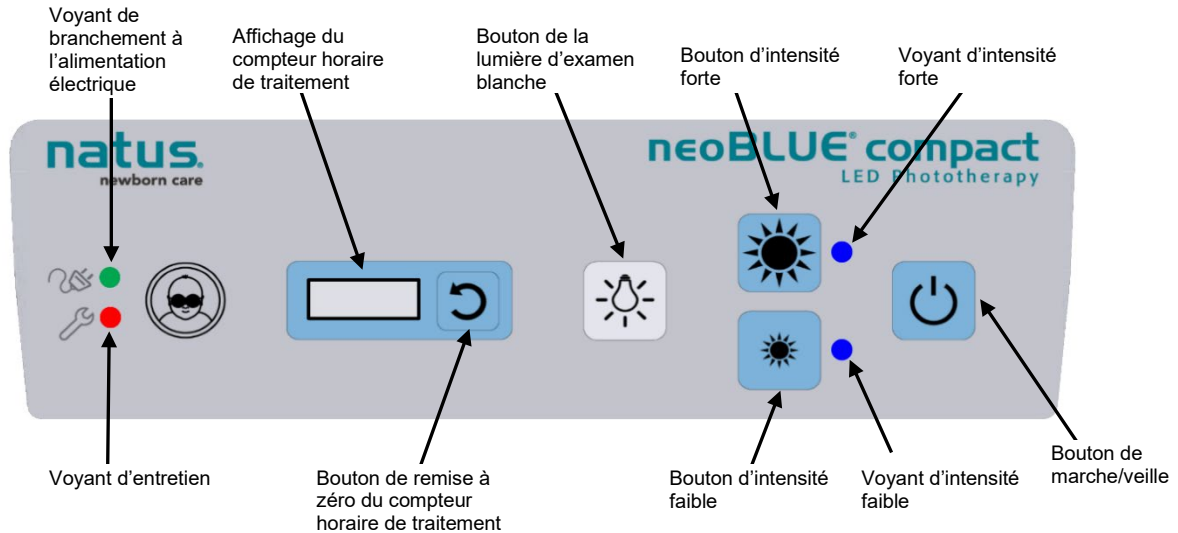 Voyant de
branchement à
l’alimentation
électrique
Affichage du
compteur horaire
de traitement
Bouton de la
lumière d’examen
blanche
Bouton d’intensité
forte
Voyant d’intensité
forte
natus.
newborn care
neoBLUE® compact
LED Phototherapy
Voyant d’entretien
Bouton de remise à
zéro du compteur
horaire de traitement
Bouton d’intensité
faible
Voyant d’intensité
faible
Bouton de
marche/veille